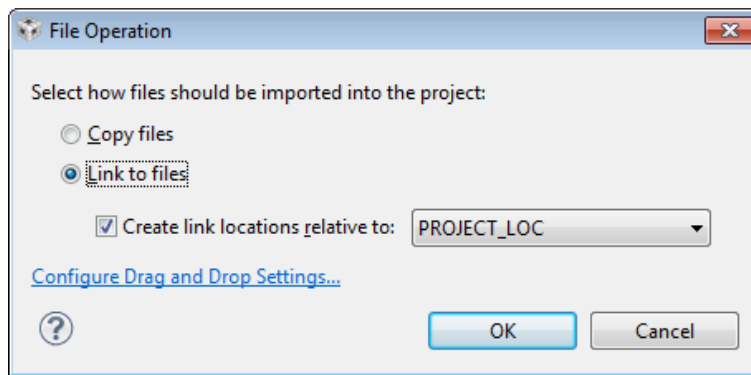 File Operation
Select how files should be imported into the project:
Copy files
Link to files
Create link locations relative to: PROJECT_LOC
Configure Drag and Drop Settings...
? OK Cancel